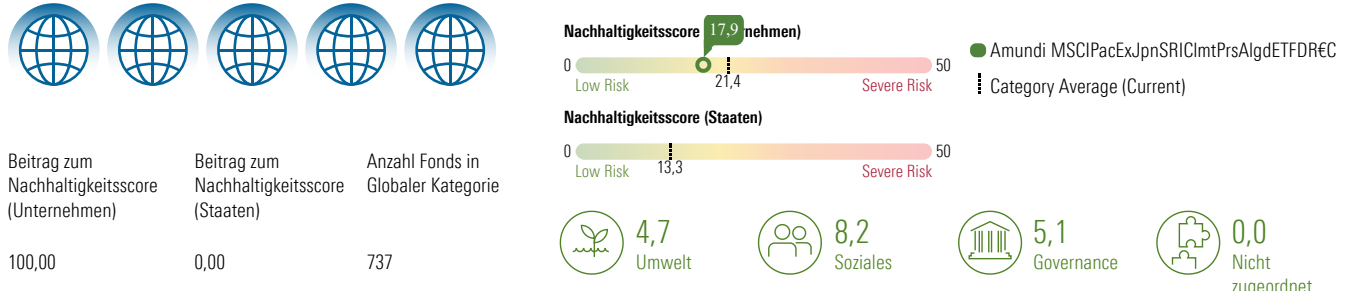 Beitrag zum
Nachhaltigkeitsscore
(Unternehmen)
100,00
Beitrag zum
Nachhaltigkeitsscore
(Staaten)
0,00
Anzahl Fonds in
Globaler Kategorie
737
Nachhaltigkeitsscore 17,9 nehmen)
0 50
Low Risk 21,4 Severe Risk
Nachhaltigkeitsscore (Staaten)
0 50
Low Risk 13,3 Severe Risk
Amundi MSCIPacExJpnSRIClmtPrsAlgdETFDR€C
Category Average (Current)
4,7
Umwelt
8,2
Soziales
5,1
Governance
0,0
Nicht
zugeordnet